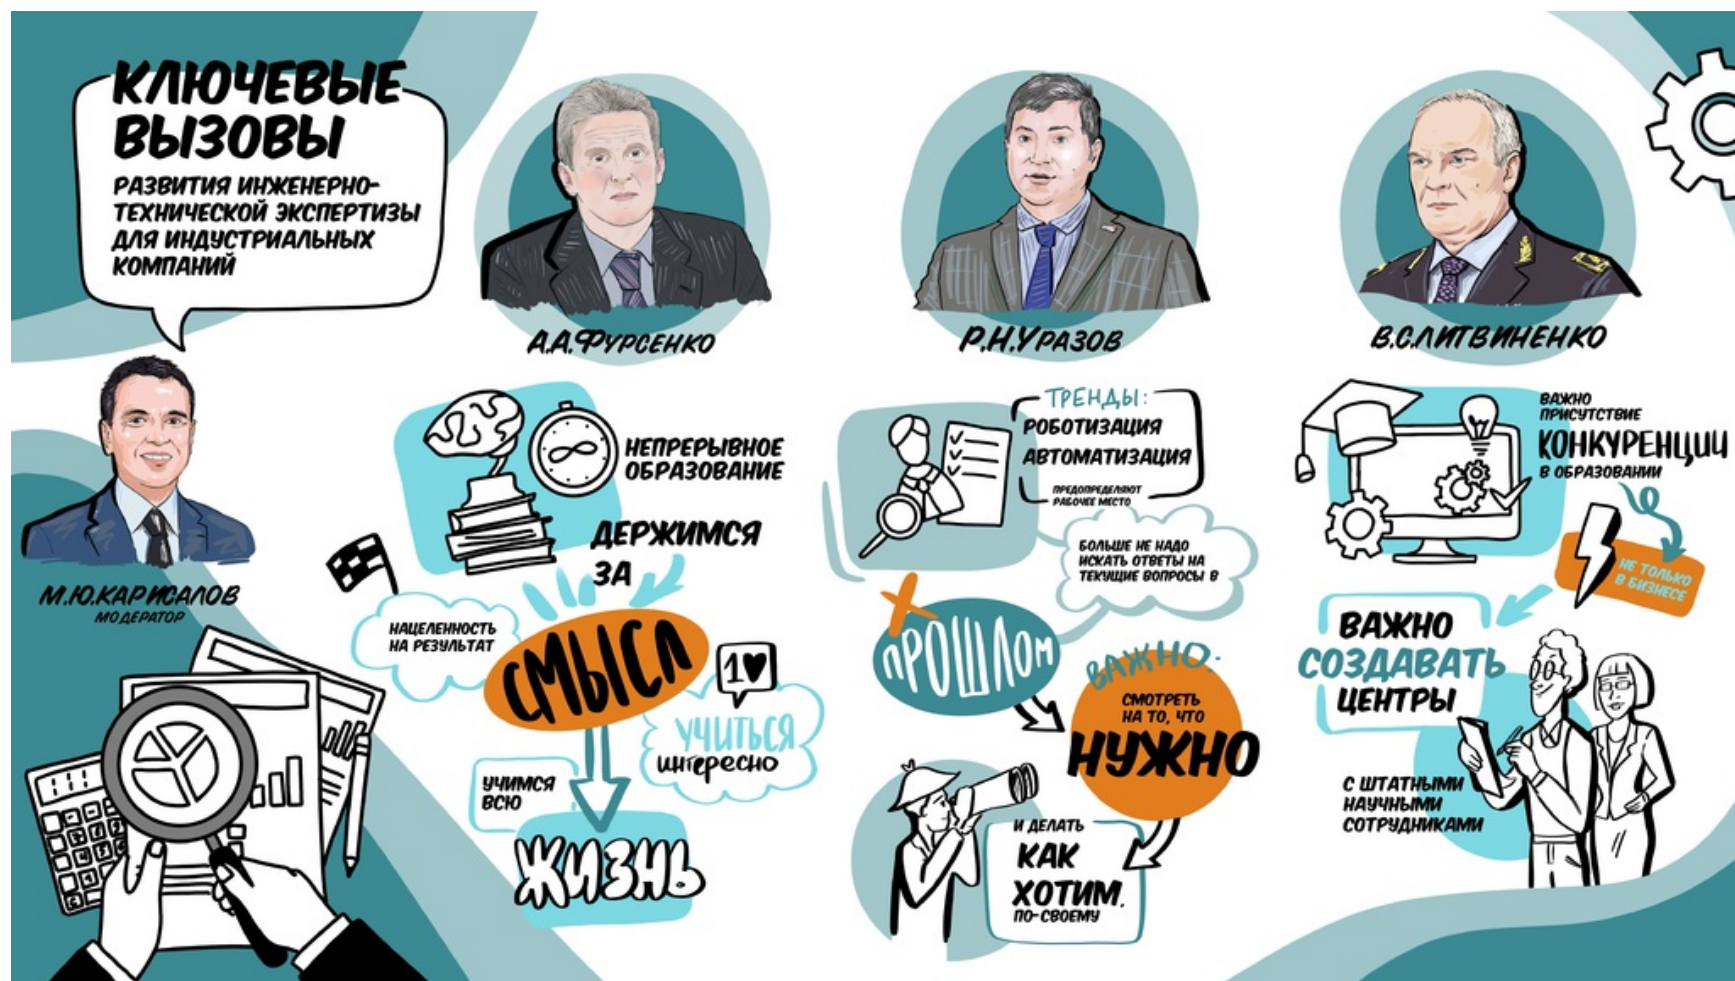 КЛЮЧЕВЫЕ
ВЫЗОВЫ
РАЗВИТИЯ ИНЖЕНЕРНО-
ТЕХНИЧЕСКОЙ ЭКСПЕРТИЗЫ
ДЛЯ ИНДУСТРИАЛЬНЫХ
КОМПАНИЙ
М.Ю.КАРИСАЛОВ
МОДЕРАТОР
А.А.ФУРСЕНКО
НЕПРЕРЫВНОЕ
ОБРАЗОВАНИЕ
ДЕРЖИМСЯ
ЗА
СМЫСЛ
НАЦЕЛЕННОСТЬ
НА РЕЗУЛЬТАТ
1♥
УЧИТЬСЯ
интересно
УЧИМСЯ
ВСЮ
ЖИЗНЬ
Р.Н.УРАЗОВ
ТРЕНДЫ:
РОБОТИЗАЦИЯ
АВТОМАТИЗАЦИЯ
ПРЕДОПРЕДЕЛЯЮТ
РАБОЧЕЕ МЕСТО
БОЛЬШЕ НЕ НАДО
ИСКАТЬ ОТВЕТЫ НА
ТЕКУЩИЕ ВОПРОСЫ В
ПРОШЛОМ
ВАЖНО:
СМОТРЕТЬ
НА ТО, ЧТО
НУЖНО
И ДЕЛАТЬ
КАК
ХОТИМ,
ПО-СВОЕМУ
В.С.ЛИТВИНЕНКО
ВАЖНО
ПРИСУТСТВИЕ
КОНКУРЕНЦИИ
В ОБРАЗОВАНИИ
НЕ ТОЛЬКО
В БИЗНЕСЕ
ВАЖНО
СОЗДАВАТЬ
ЦЕНТРЫ
С ШТАТНЫМИ
НАУЧНЫМИ
СОТРУДНИКАМИ